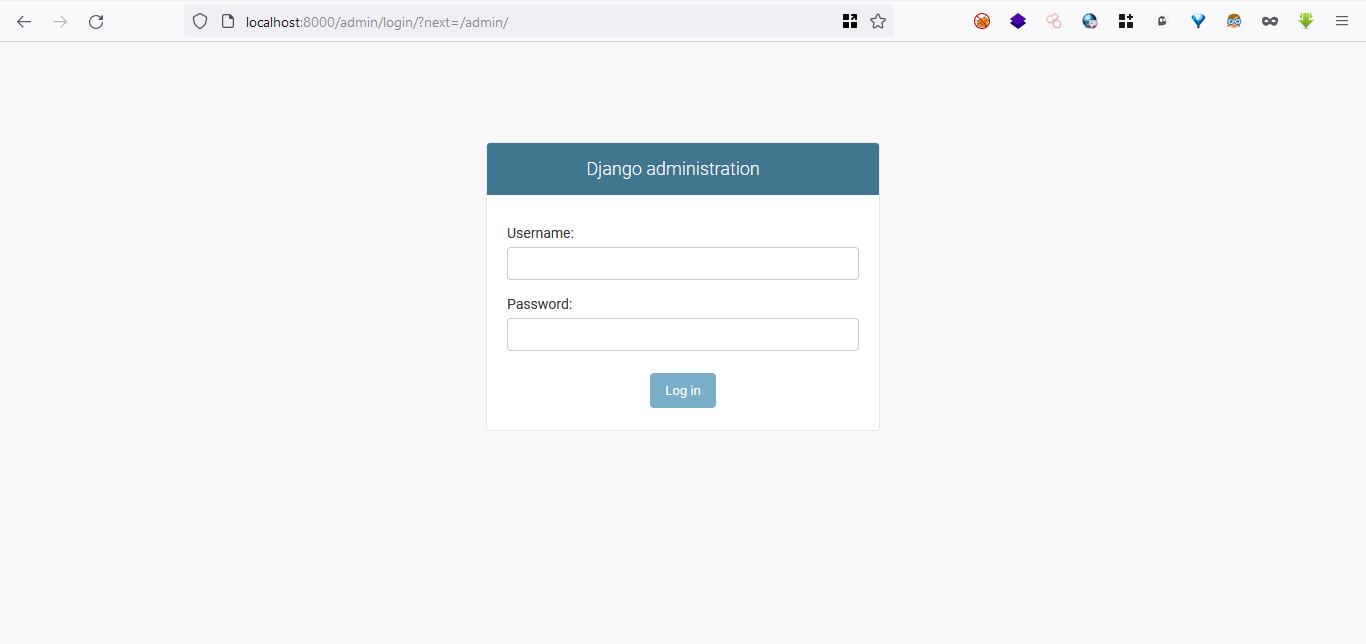 localhost:8000/admin/login/?next=/admin/
Django administration
Username:
Password:
Log in